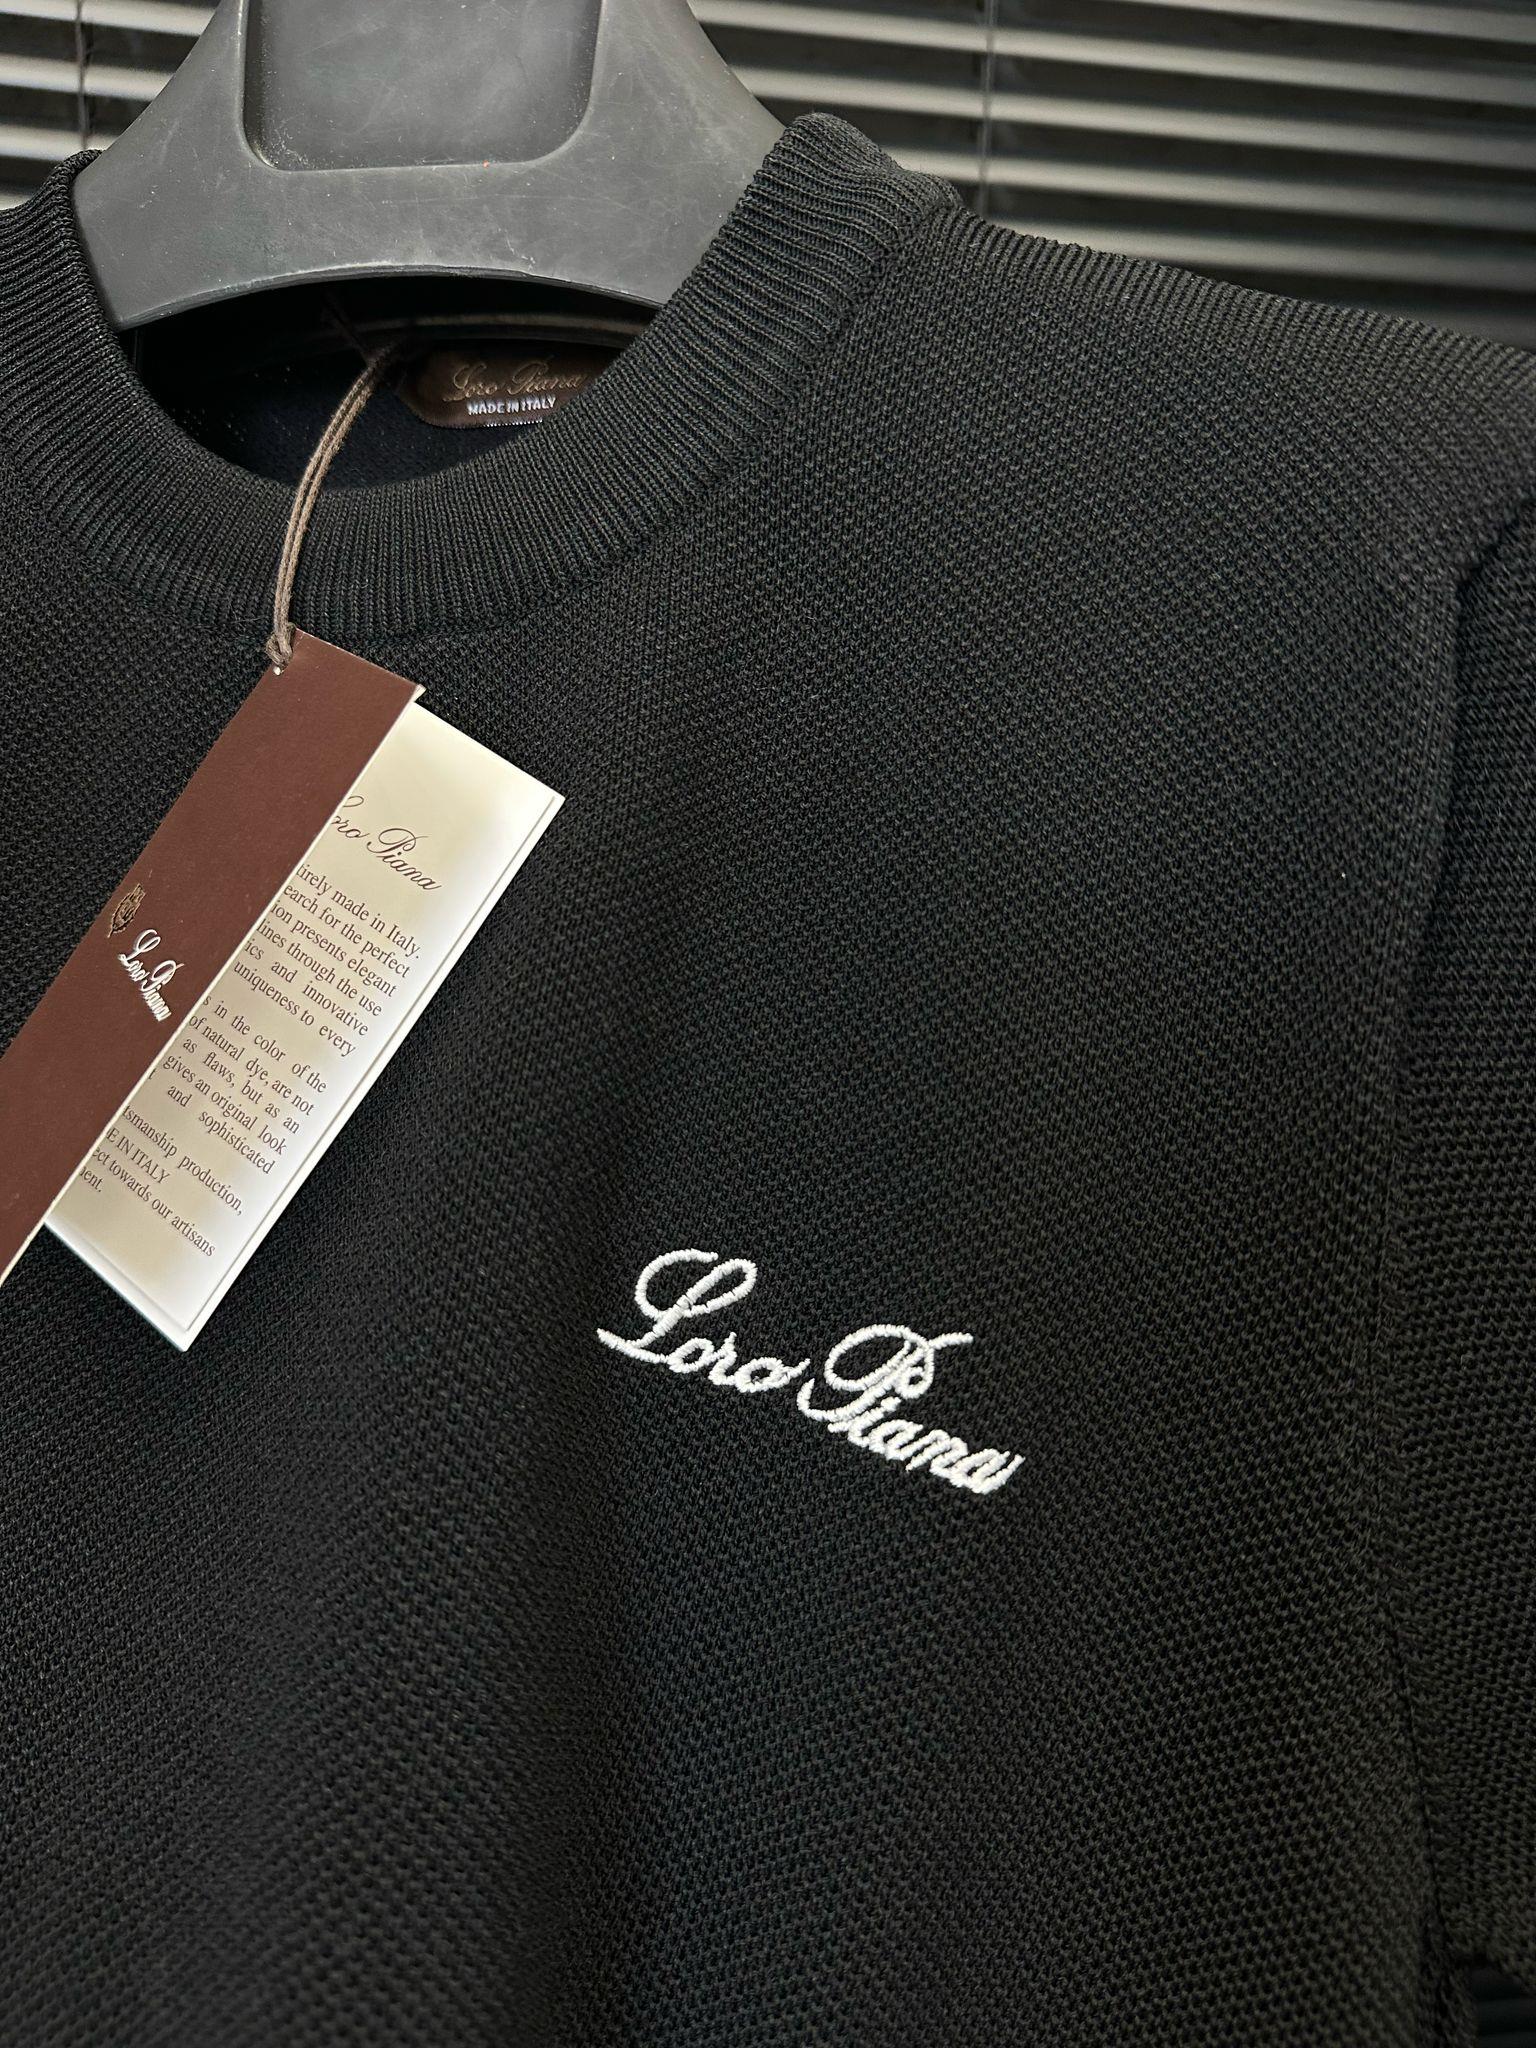 Loro Piana
MADE IN ITALY
Loro Piana
oro Piana
tirely made in Italy.
earch for the perfect
ion presents elegant
lines through the use
ics and innovative
uniqueness to every
s in the color of the
of natural dye, are not
as flaws, but as an
gives an original look
t and sophisticated
tsmanship production,
E IN ITALY
ect towards our artisans
ent.
Loro Piana